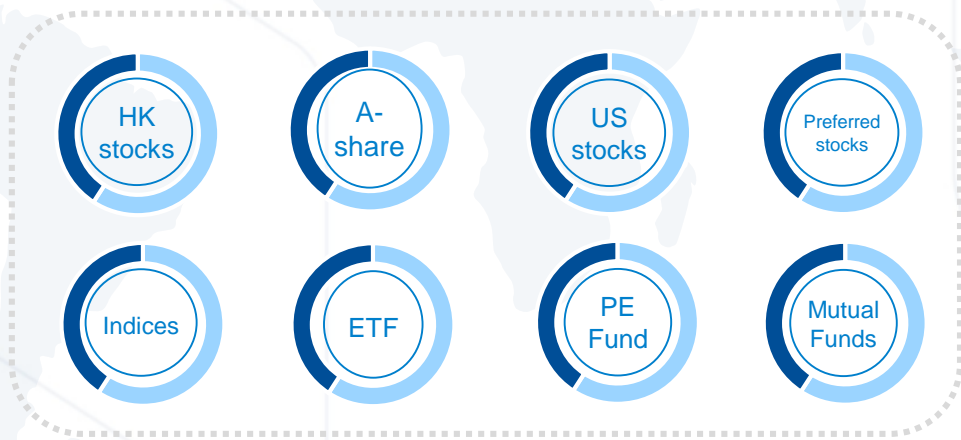 HK
stocks
A-
share
US
stocks
Preferred
stocks
Indices
ETF
PE
Fund
Mutual
Funds